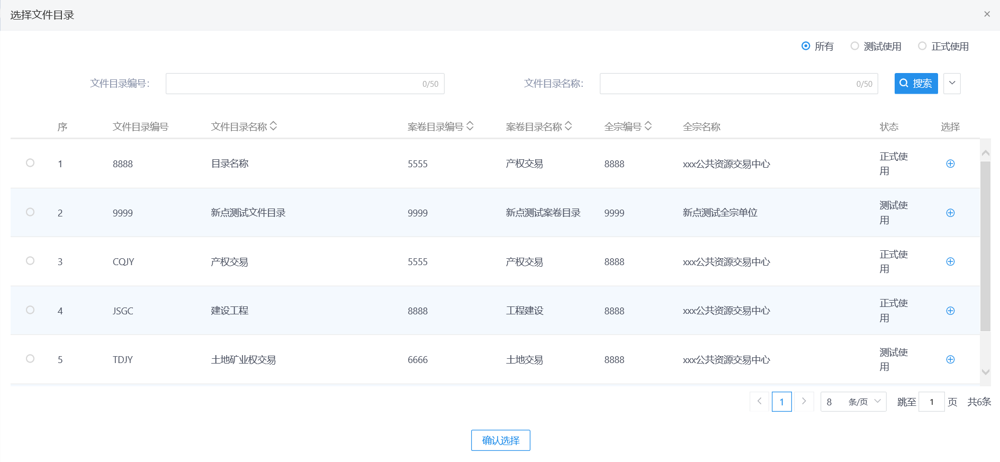 选择文件目录
所有 测试使用 正式使用
文件目录编号： 0/50 文件目录名称： 0/50 搜索
序 文件目录编号 文件目录名称 案卷目录编号 案卷目录名称 全宗编号 全宗名称 状态 选择
1 8888 目录名称 5555 产权交易 8888 xxx公共资源交易中心 正式使
用
2 9999 新点测试文件目录 9999 新点测试案卷目录 9999 新点测试全宗单位 测试使
用
3 CQJY 产权交易 5555 产权交易 8888 xxx公共资源交易中心 正式使
用
4 JSGC 建设工程 8888 工程建设 8888 xxx公共资源交易中心 正式使
用
5 TDJY 土地矿业权交易 6666 土地交易 8888 xxx公共资源交易中心 测试使
用
1 8 条/页 跳至 1 页 共6条
确认选择